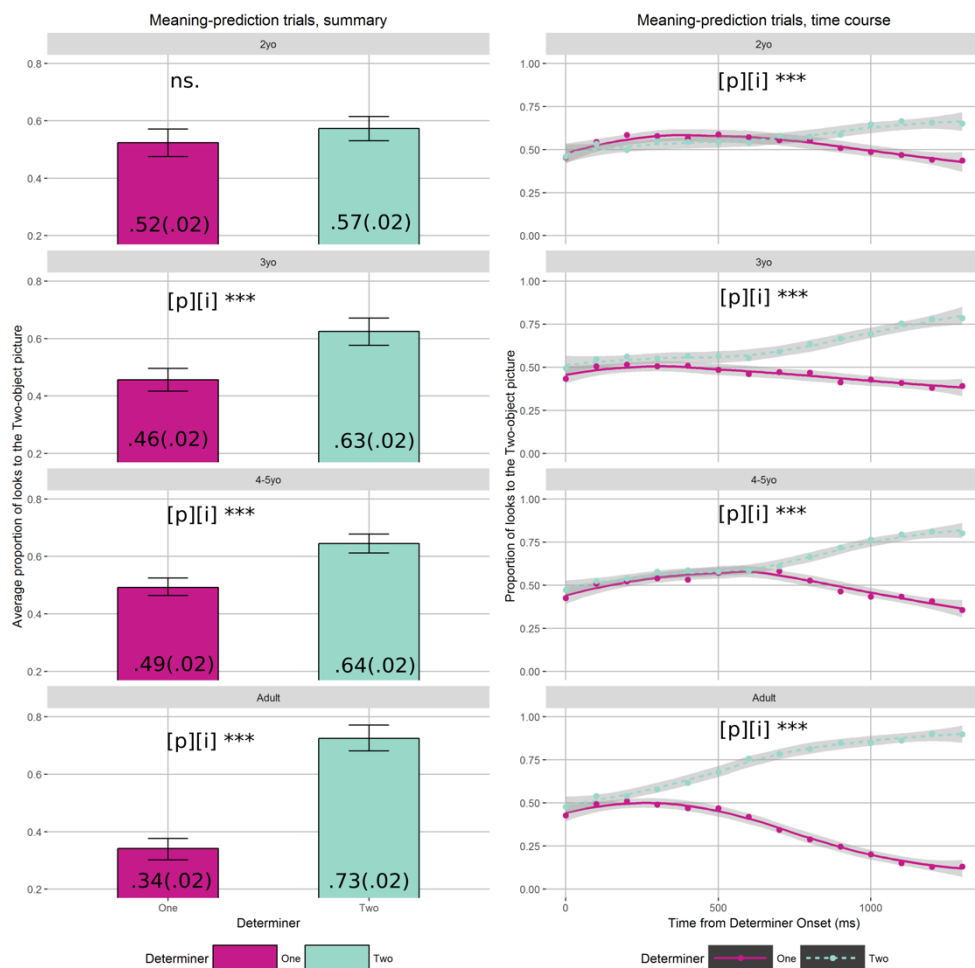 Meaning-prediction trials, summary
2yo
0.8
0.6
0.4
0.2
ns.
.52(.02)
.57(.02)
3yo
0.8
0.6
0.4
0.2
[p][i] ***
.46(.02)
.63(.02)
4-5yo
0.8
0.6
0.4
0.2
[p][i] ***
.49(.02)
.64(.02)
Adult
0.8
0.6
0.4
0.2
[p][i] ***
.34(.02)
.73(.02)
One
Two
Determiner
Average proportion of looks to the Two-object picture
Determiner One Two
Meaning-prediction trials, time course
2yo
1.00
0.75
0.50
0.25
0.00
[p][i] ***
3yo
1.00
0.75
0.50
0.25
0.00
[p][i] ***
4-5yo
1.00
0.75
0.50
0.25
0.00
[p][i] ***
Adult
1.00
0.75
0.50
0.25
0.00
[p][i] ***
0
500
1000
Time from Determiner Onset (ms)
Proportion of looks to the Two-object picture
Determiner One Two